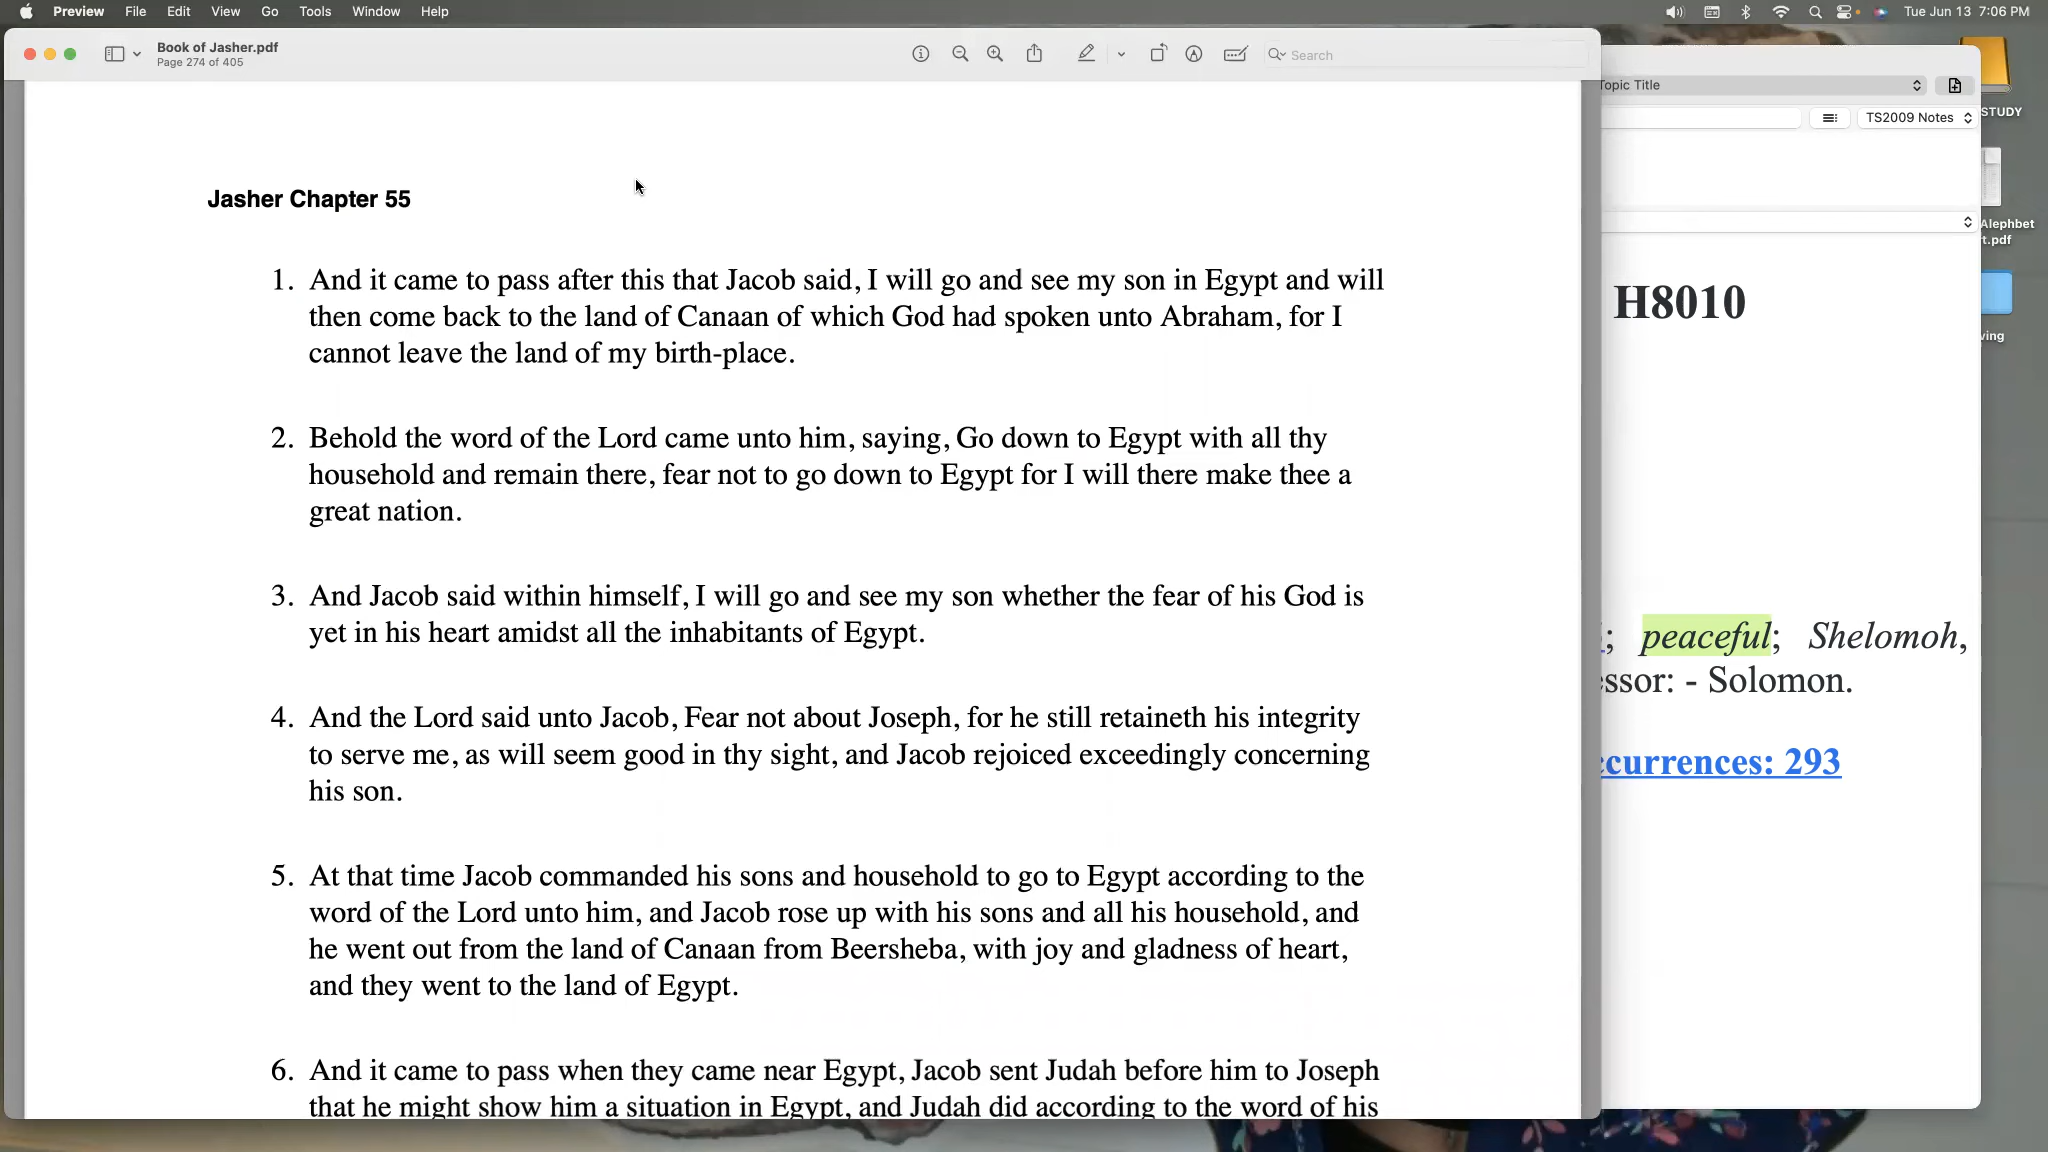 Preview File Edit View Go Tools Window Help
Tue Jun 13 7:06 PM
Book of Jasher.pdf
Page 274 of 405
Search
Topic Title
TS2009 Notes
STUDY
Alephbet
t.pdf
ving
Jasher Chapter 55
1. And it came to pass after this that Jacob said, I will go and see my son in Egypt and will
then come back to the land of Canaan of which God had spoken unto Abraham, for I
cannot leave the land of my birth-place.
2. Behold the word of the Lord came unto him, saying, Go down to Egypt with all thy
household and remain there, fear not to go down to Egypt for I will there make thee a
great nation.
3. And Jacob said within himself, I will go and see my son whether the fear of his God is
yet in his heart amidst all the inhabitants of Egypt.
4. And the Lord said unto Jacob, Fear not about Joseph, for he still retaineth his integrity
to serve me, as will seem good in thy sight, and Jacob rejoiced exceedingly concerning
his son.
5. At that time Jacob commanded his sons and household to go to Egypt according to the
word of the Lord unto him, and Jacob rose up with his sons and all his household, and
he went out from the land of Canaan from Beersheba, with joy and gladness of heart,
and they went to the land of Egypt.
6. And it came to pass when they came near Egypt, Jacob sent Judah before him to Joseph
that he might show him a situation in Egypt, and Judah did according to the word of his
H8010
; peaceful; Shelomoh,
ssor: - Solomon.
ccurrences: 293